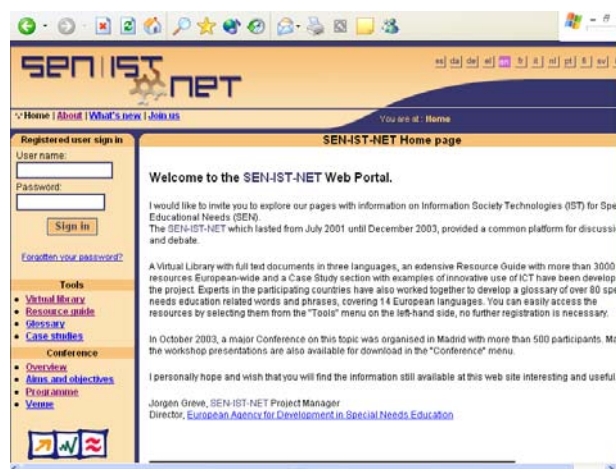 SEN|IST
NET
es da de el en fr it nl pt fi sv
Home | About | What's new | Join us
You are at : Home
Registered user sign in
SEN-IST-NET Home page
User name:
Password:
Sign in
Forgotten your password?
Tools
Virtual library
Resource guide
Glossary
Case studies
Conference
Overview
Aims and objectives
Programme
Venue
Welcome to the SEN-IST-NET Web Portal.
I would like to invite you to explore our pages with information on Information Society Technologies (IST) for Spe
Educational Needs (SEN).
The SEN-IST-NET which lasted from July 2001 until December 2003, provided a common platform for discussi
and debate.
A Virtual Library with full text documents in three languages, an extensive Resource Guide with more than 3000
resources European-wide and a Case Study section with examples of innovative use of ICT have been develop
the project. Experts in the participating countries have also worked together to develop a glossary of over 80 spe
needs education related words and phrases, covering 14 European languages. You can easily access the
resources by selecting them from the "Tools" menu on the left-hand side, no further registration is necessary.
In October 2003, a major Conference on this topic was organised in Madrid with more than 500 participants. Ma
the workshop presentations are also available for download in the "Conference" menu.
I personally hope and wish that you will find the information still available at this web site interesting and useful
Jorgen Greve, SEN-IST-NET Project Manager
Director, European Agency for Development in Special Needs Education